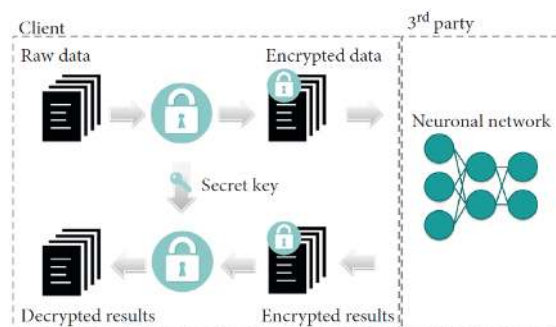 Client
3rd party
Raw data
Encrypted data
Neuronal network
Secret key
Decrypted results
Encrypted results